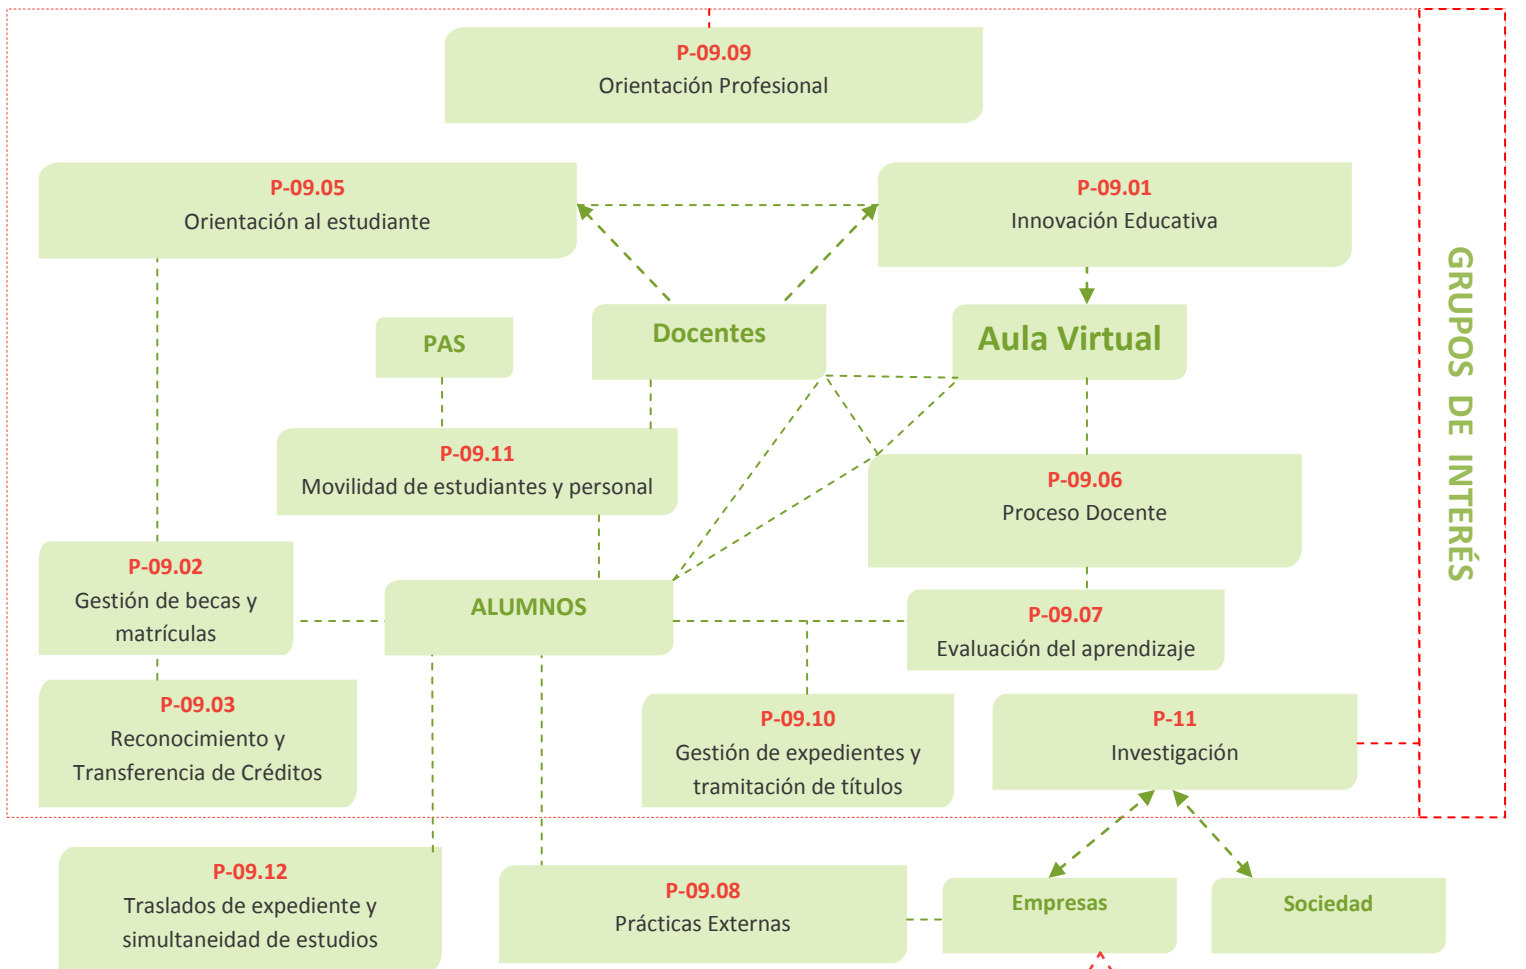 P-09.09
Orientación Profesional
P-09.05
Orientación al estudiante
P-09.01
Innovación Educativa
PAS
Docentes
Aula Virtual
P-09.11
Movilidad de estudiantes y personal
P-09.06
Proceso Docente
P-09.02
Gestión de becas y
matrículas
ALUMNOS
P-09.07
Evaluación del aprendizaje
P-09.03
Reconocimiento y
Transferencia de Créditos
P-09.10
Gestión de expedientes y
tramitación de títulos
P-11
Investigación
GRUPOS DE INTERÉS
P-09.12
Traslados de expediente y
simultaneidad de estudios
P-09.08
Prácticas Externas
Empresas
Sociedad